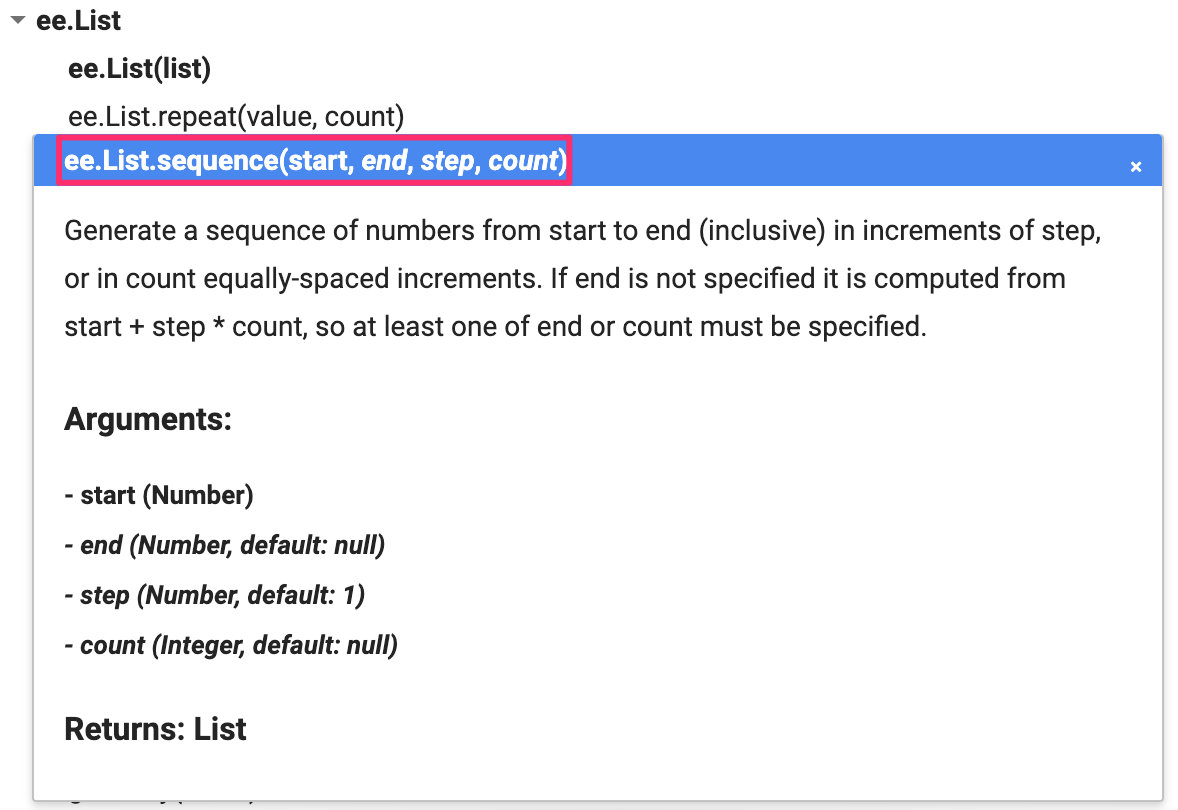 ee.List
ee.List(list)
ee.List.repeat(value, count)
ee.List.sequence(start, end, step, count)
×
Generate a sequence of numbers from start to end (inclusive) in increments of step,
or in count equally-spaced increments. If end is not specified it is computed from
start + step * count, so at least one of end or count must be specified.
Arguments:
- start (Number)
- end (Number, default: null)
- step (Number, default: 1)
- count (Integer, default: null)
Returns: List